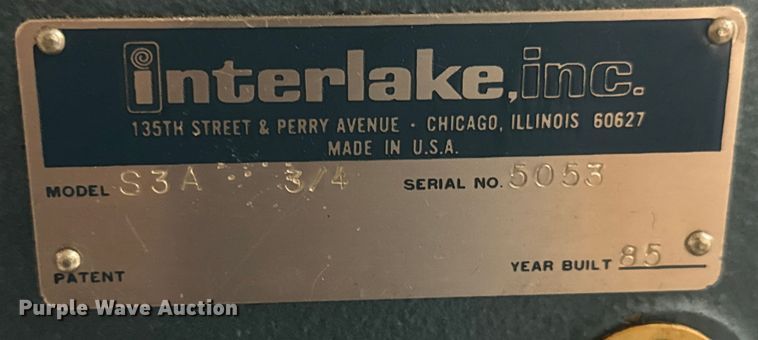 interlake, inc.
135TH STREET & PERRY AVENUE - CHICAGO, ILLINOIS 60627
MADE IN U.S.A.
MODEL S3A 3/4 SERIAL NO. 5053
PATENT YEAR BUILT 85
Purple Wave Auction